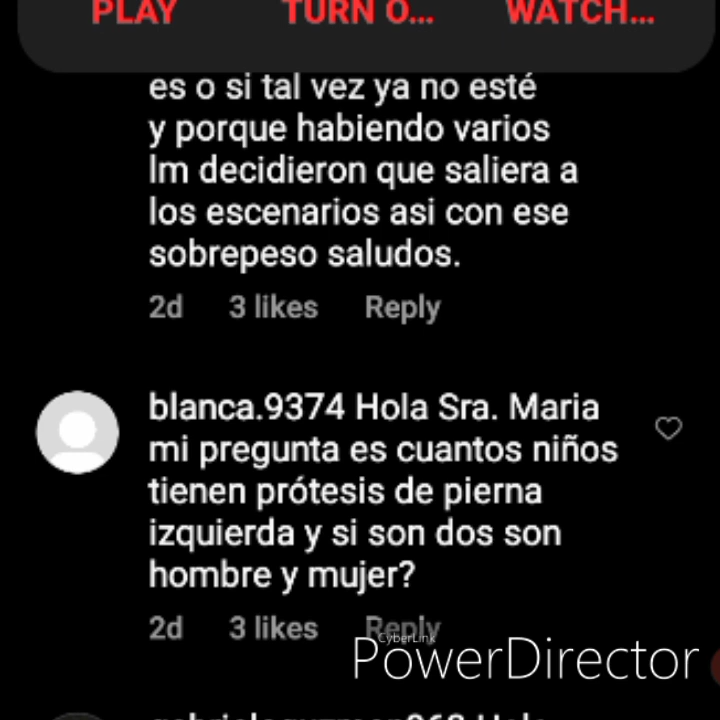 PLAY TURN O... WATCH...
es o si tal vez ya no esté
y porque habiendo varios
lm decidieron que saliera a
los escenarios asi con ese
sobrepeso saludos.
2d 3 likes Reply
blanca.9374 Hola Sra. Maria
mi pregunta es cuantos niños
tienen prótesis de pierna
izquierda y si son dos son
hombre y mujer?
2d 3 likes Reply
CyberLink
PowerDirector